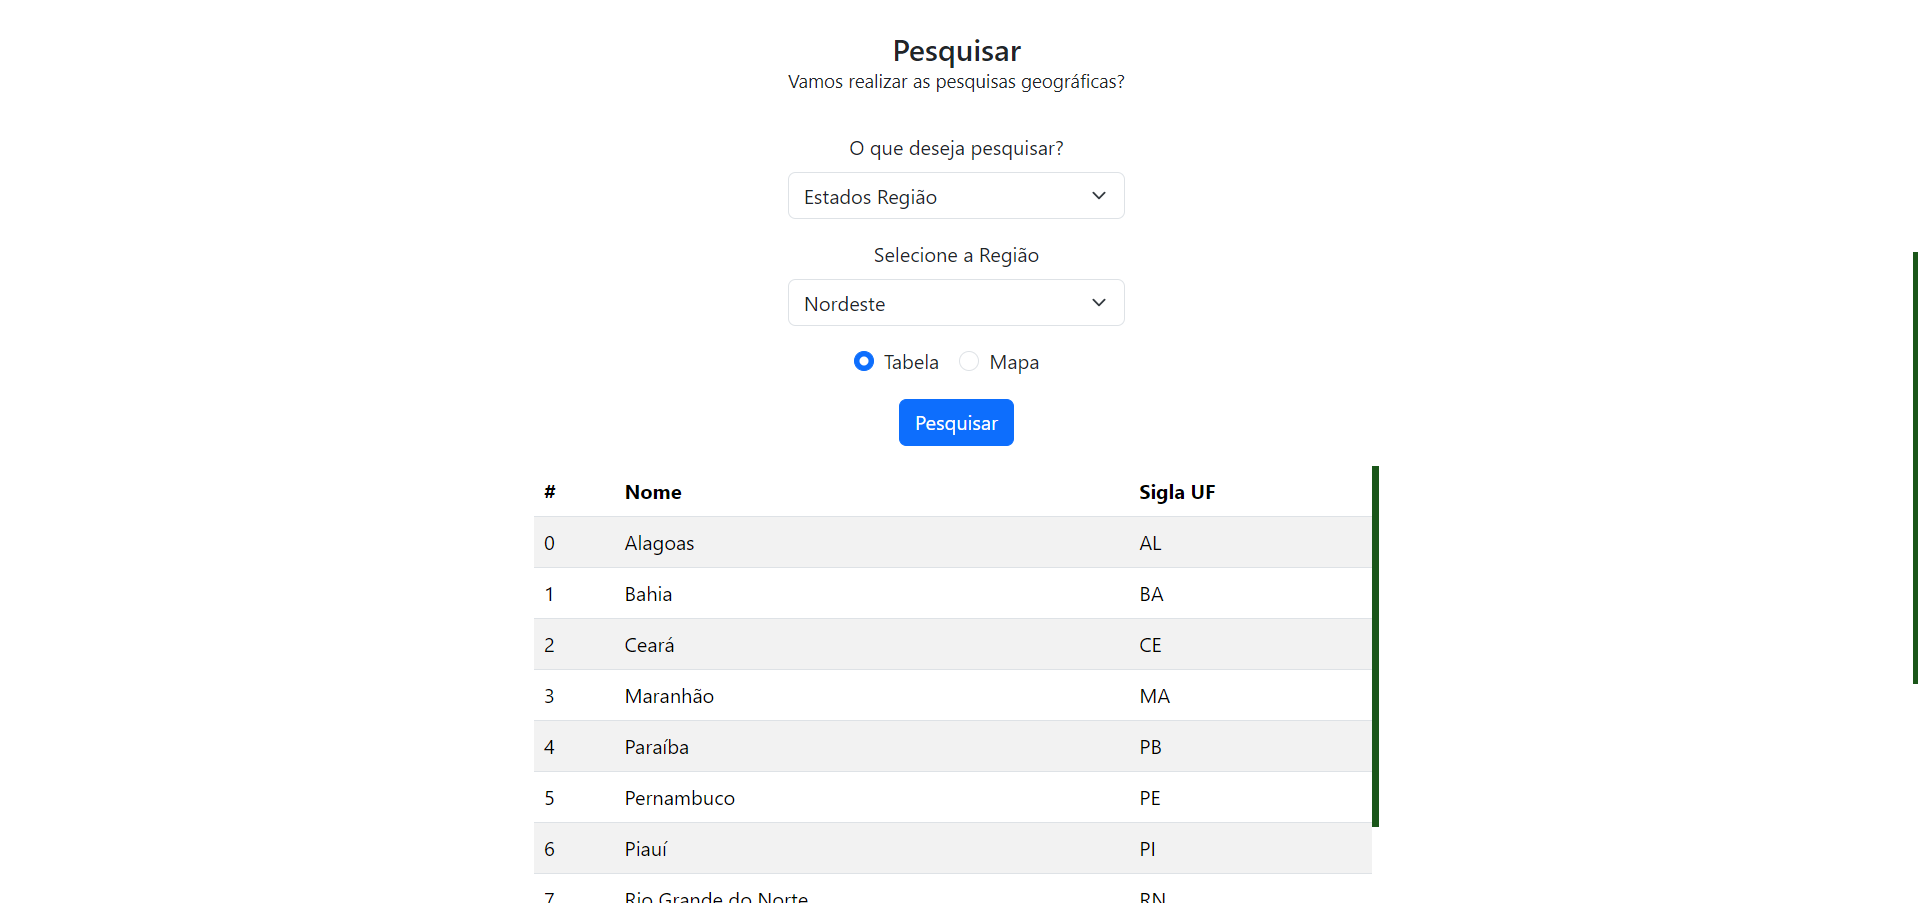 Pesquisar
Vamos realizar as pesquisas geográficas?
O que deseja pesquisar?
Estados Região
Selecione a Região
Nordeste
Tabela Mapa
Pesquisar
# Nome Sigla UF
0 Alagoas AL
1 Bahia BA
2 Ceará CE
3 Maranhão MA
4 Paraíba PB
5 Pernambuco PE
6 Piauí PI
7 Rio Grande do Norte RN